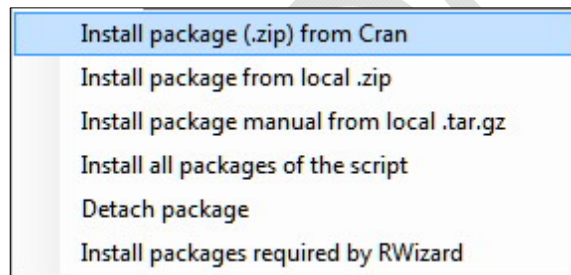 Install package (.zip) from Cran
Install package from local .zip
Install package manual from local .tar.gz
Install all packages of the script
Detach package
Install packages required by RWizard